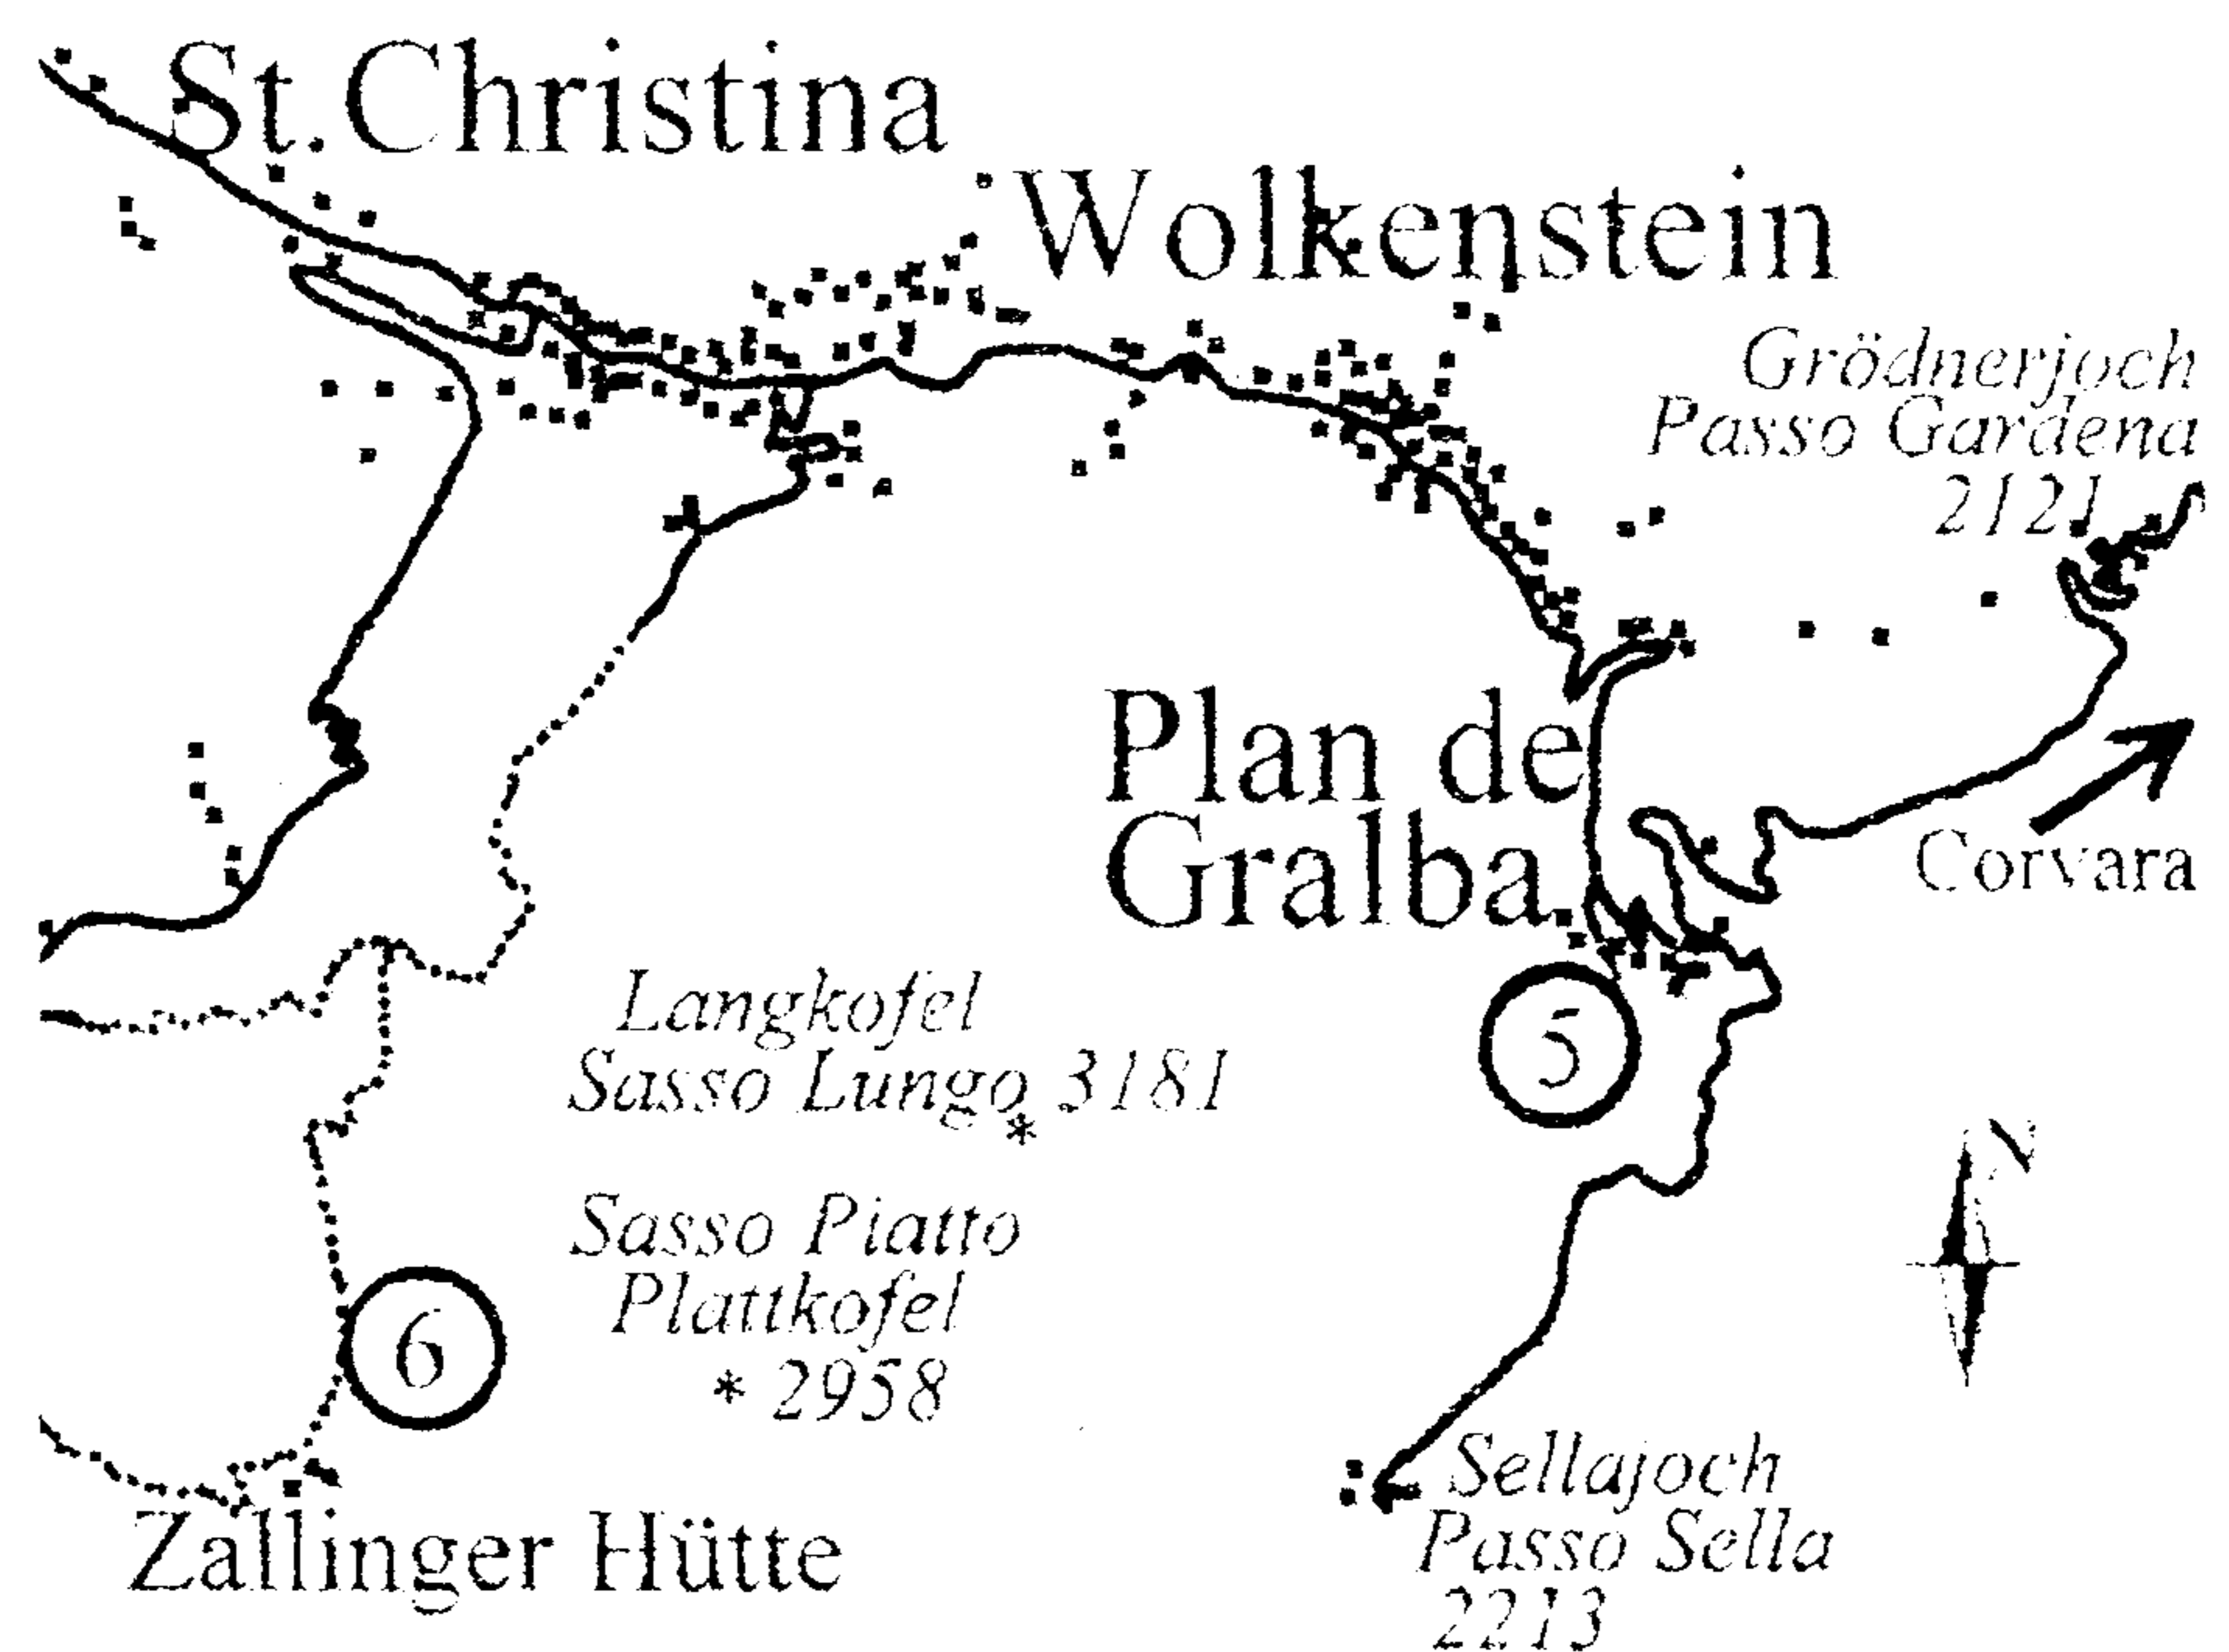 St.Christina
Wolkenstein
Grödnerjoch
Passo Gardena
2121
Plan de
Gralba
Corvara
Langkofel
Sasso Lungo 3181
*
5
N
Sasso Piatto
Plattkofel
* 2958
6
Sellajoch
Passo Sella
2213
Zallinger Hütte